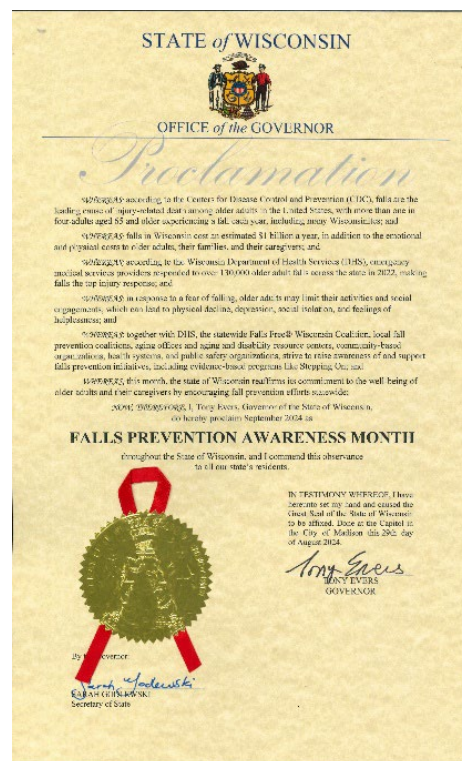 STATE of WISCONSIN
OFFICE of the GOVERNOR
Proclamation
WHEREAS; according to the Centers for Disease Control and Prevention (CDC), falls are the
leading cause of injury-related death among older adults in the United States, with more than one in
four adults aged 65 and older experiencing a fall each year, including many Wisconsinites; and
WHEREAS; falls in Wisconsin cost an estimated $1 billion a year, in addition to the emotional
and physical costs to older adults, their families, and their caregivers; and
WHEREAS; according to the Wisconsin Department of Health Services (DHS), emergency
medical services providers responded to over 130,000 older adult falls across the state in 2022, making
falls the top injury response; and
WHEREAS; in response to a fear of falling, older adults may limit their activities and social
engagements, which can lead to physical decline, depression, social isolation, and feelings of
helplessness; and
WHEREAS; together with DHS, the statewide Falls Free® Wisconsin Coalition, local fall
prevention coalitions, aging offices and aging and disability resource centers, community-based
organizations, health systems, and public safety organizations, strive to raise awareness of and support
falls prevention initiatives, including evidence-based programs like Stepping On; and
WHEREAS; this month, the state of Wisconsin reaffirms its commitment to the well-being of
older adults and their caregivers by encouraging fall prevention efforts statewide;
NOW, THEREFORE, I, Tony Evers, Governor of the State of Wisconsin,
do hereby proclaim September 2024 as
FALLS PREVENTION AWARENESS MONTH
throughout the State of Wisconsin, and I commend this observance
to all our state's residents.
IN TESTIMONY WHEREOF, I have
hereunto set my hand and caused the
Great Seal of the State of Wisconsin
to be affixed. Done at the Capitol in
the City of Madison this 29th day
of August 2024.
Tony Evers
TONY EVERS
GOVERNOR
By the Governor:
Sarah Godlewski
SARAH GODLEWSKI
Secretary of State